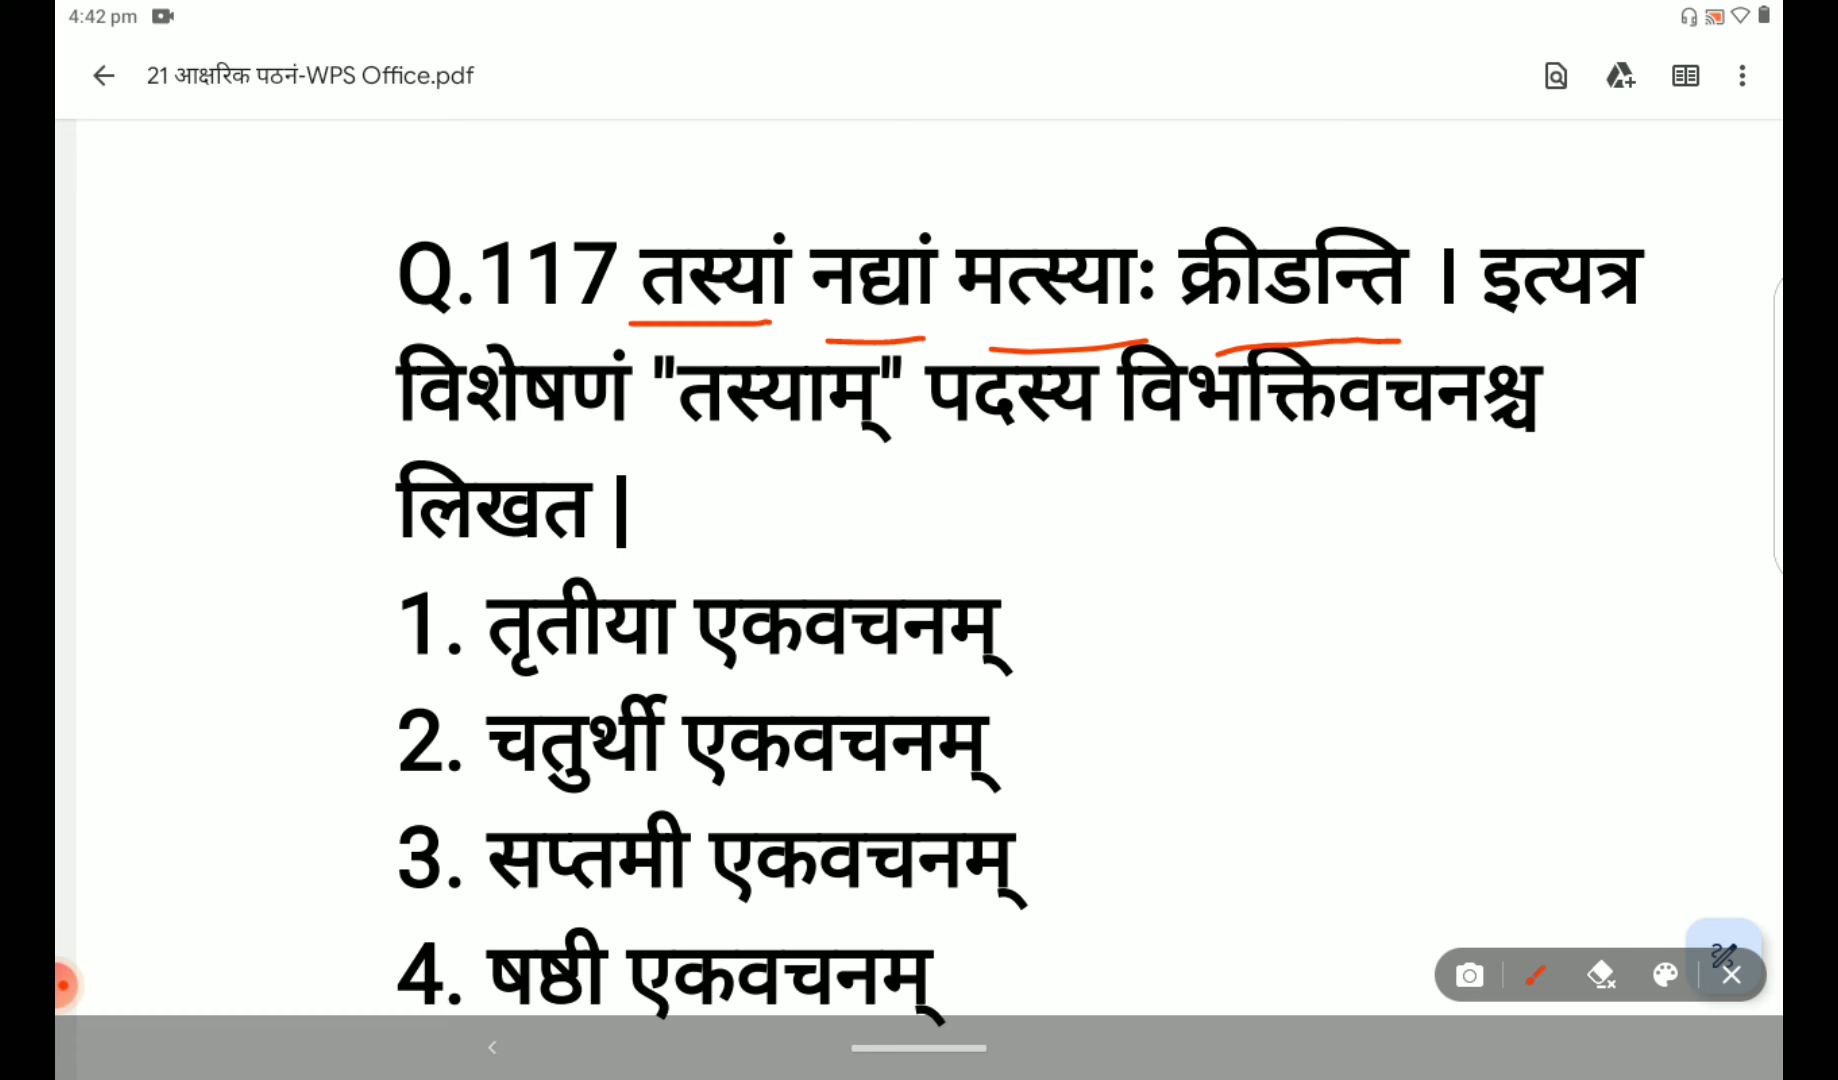 4:42 pm
21 आक्षरिक पठनं-WPS Office.pdf
Q.117 तस्यां नद्यां मत्स्याः क्रीडन्ति । इत्यत्र
विशेषणं "तस्याम्" पदस्य विभक्तिवचनश्च
लिखत |
1. तृतीया एकवचनम्
2. चतुर्थी एकवचनम्
3. सप्तमी एकवचनम्
4. षष्ठी एकवचनम्